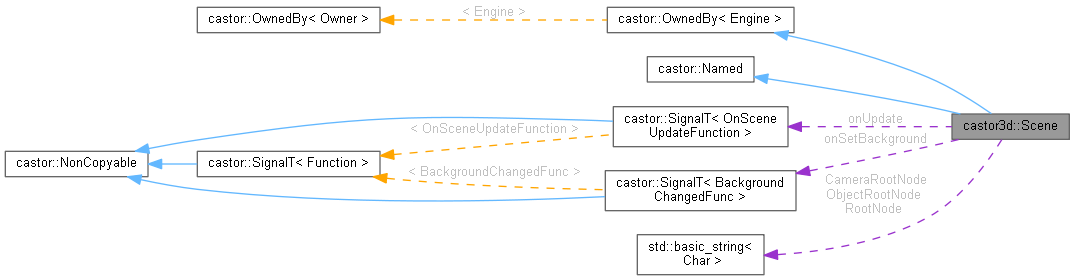 castor::OwnedBy< Owner >
< Engine >
castor::OwnedBy< Engine >
castor::Named
castor::SignalT< OnScene
UpdateFunction >
onUpdate
castor3d::Scene
< OnSceneUpdateFunction >
onSetBackground
castor::NonCopyable
castor::SignalT< Function >
< BackgroundChangedFunc >
castor::SignalT< Background
ChangedFunc >
CameraRootNode
ObjectRootNode
RootNode
std::basic_string<
Char >